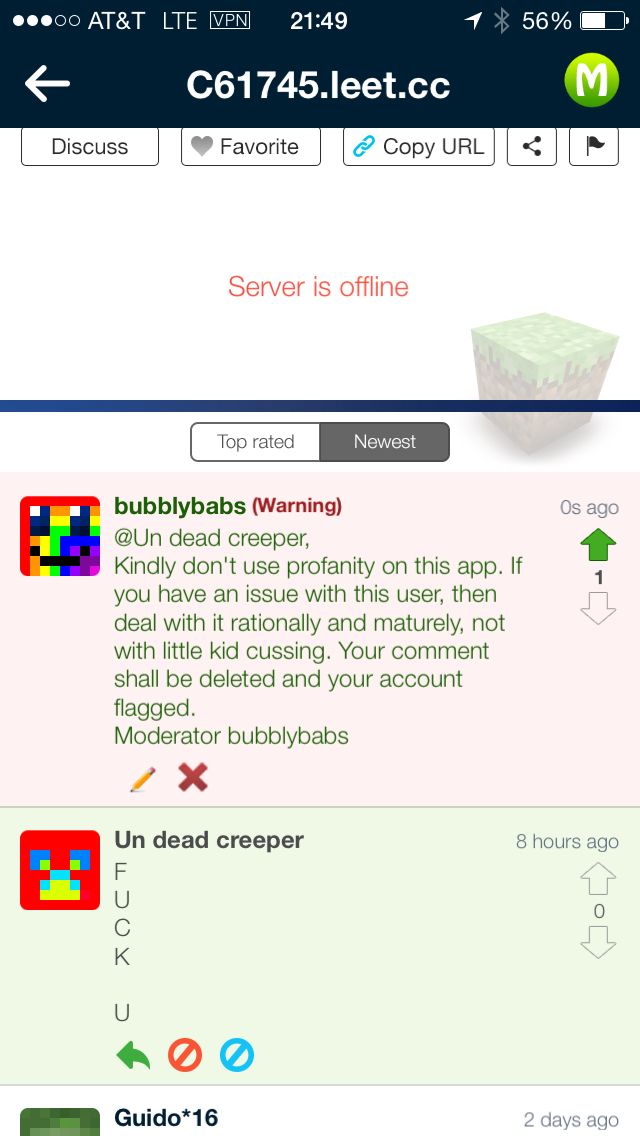 AT&T LTE VPN 21:49 56%
C61745.leet.cc M
Discuss Favorite Copy URL
Server is offline
Top rated Newest
bubblybabs (Warning) 0s ago
@Un dead creeper,
Kindly don't use profanity on this app. If
you have an issue with this user, then
deal with it rationally and maturely, not
with little kid cussing. Your comment
shall be deleted and your account
flagged.
Moderator bubblybabs
1
Un dead creeper 8 hours ago
F
U
C
K
U
0
Guido*16 2 days ago